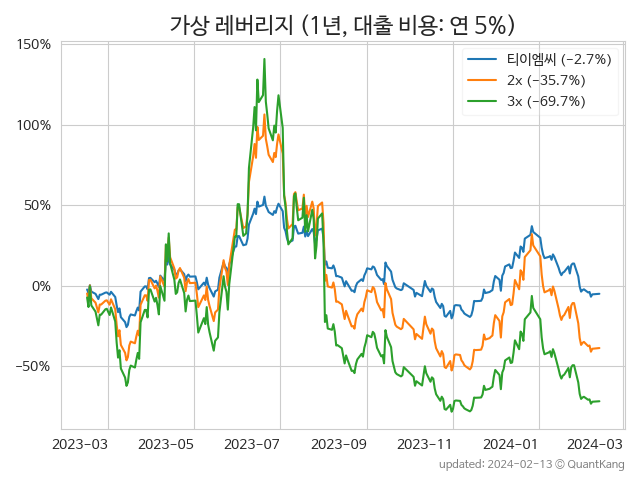 가상 레버리지 (1년, 대출 비용: 연 5%)
150%
100%
50%
0%
−50%
티이엠씨 (−2.7%)
2x (−35.7%)
3x (−69.7%)
2023-03 2023-05 2023-07 2023-09 2023-11 2024-01 2024-03
updated: 2024-02-13 © QuantKang